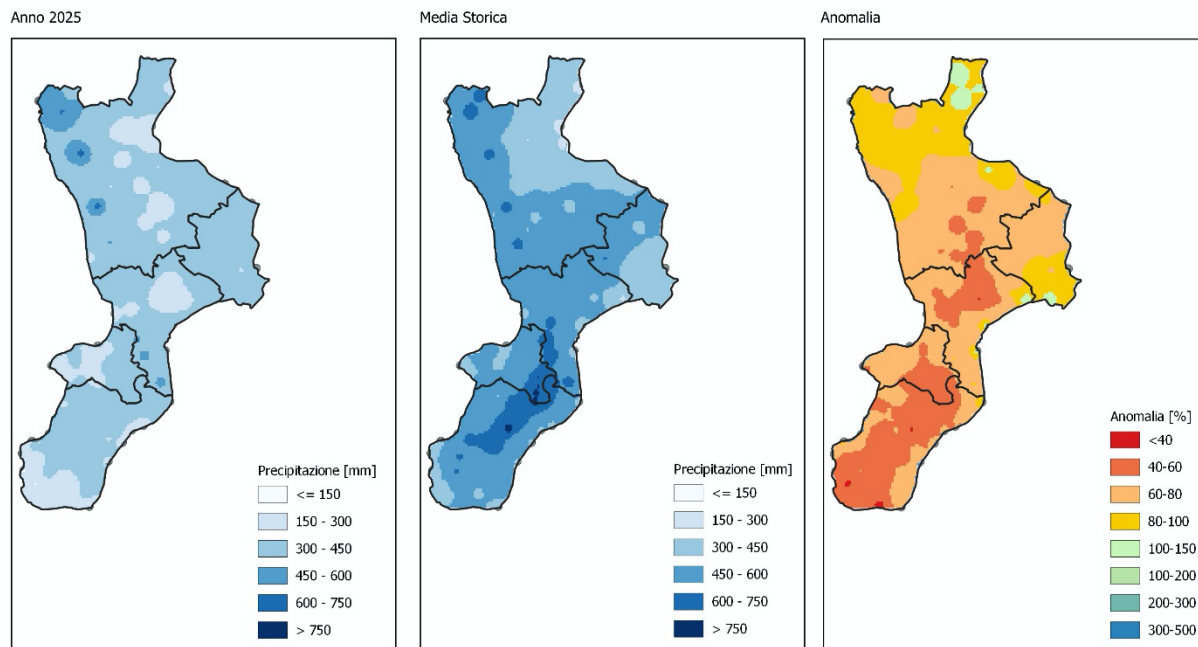 Anno 2025
Media Storica
Anomalia
Precipitazione [mm]
<= 150
150 - 300
300 - 450
450 - 600
600 - 750
> 750
Precipitazione [mm]
<= 150
150 - 300
300 - 450
450 - 600
600 - 750
> 750
Anomalia [%]
<40
40-60
60-80
80-100
100-150
100-200
200-300
300-500